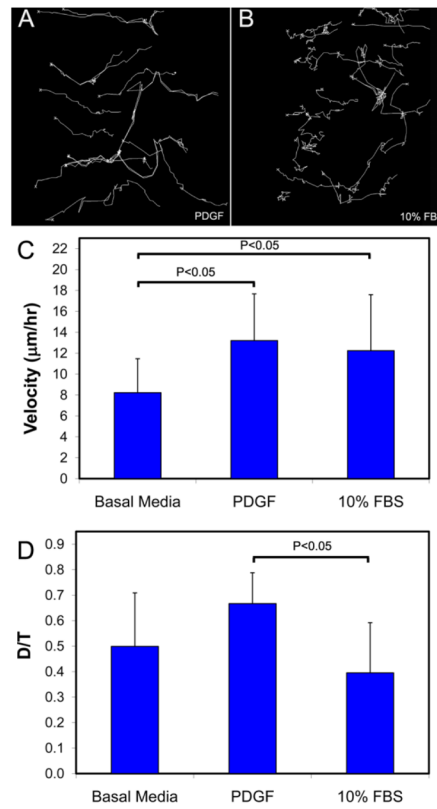 A
B
PDGF
10% FB
C
22
20
18
16
14
12
10
8
6
4
2
0
Velocity (μm/hr)
P<0.05
P<0.05
Basal Media PDGF 10% FBS
D
0.9
0.8
0.7
0.6
0.5
0.4
0.3
0.2
0.1
0.0
D/T
P<0.05
Basal Media PDGF 10% FBS